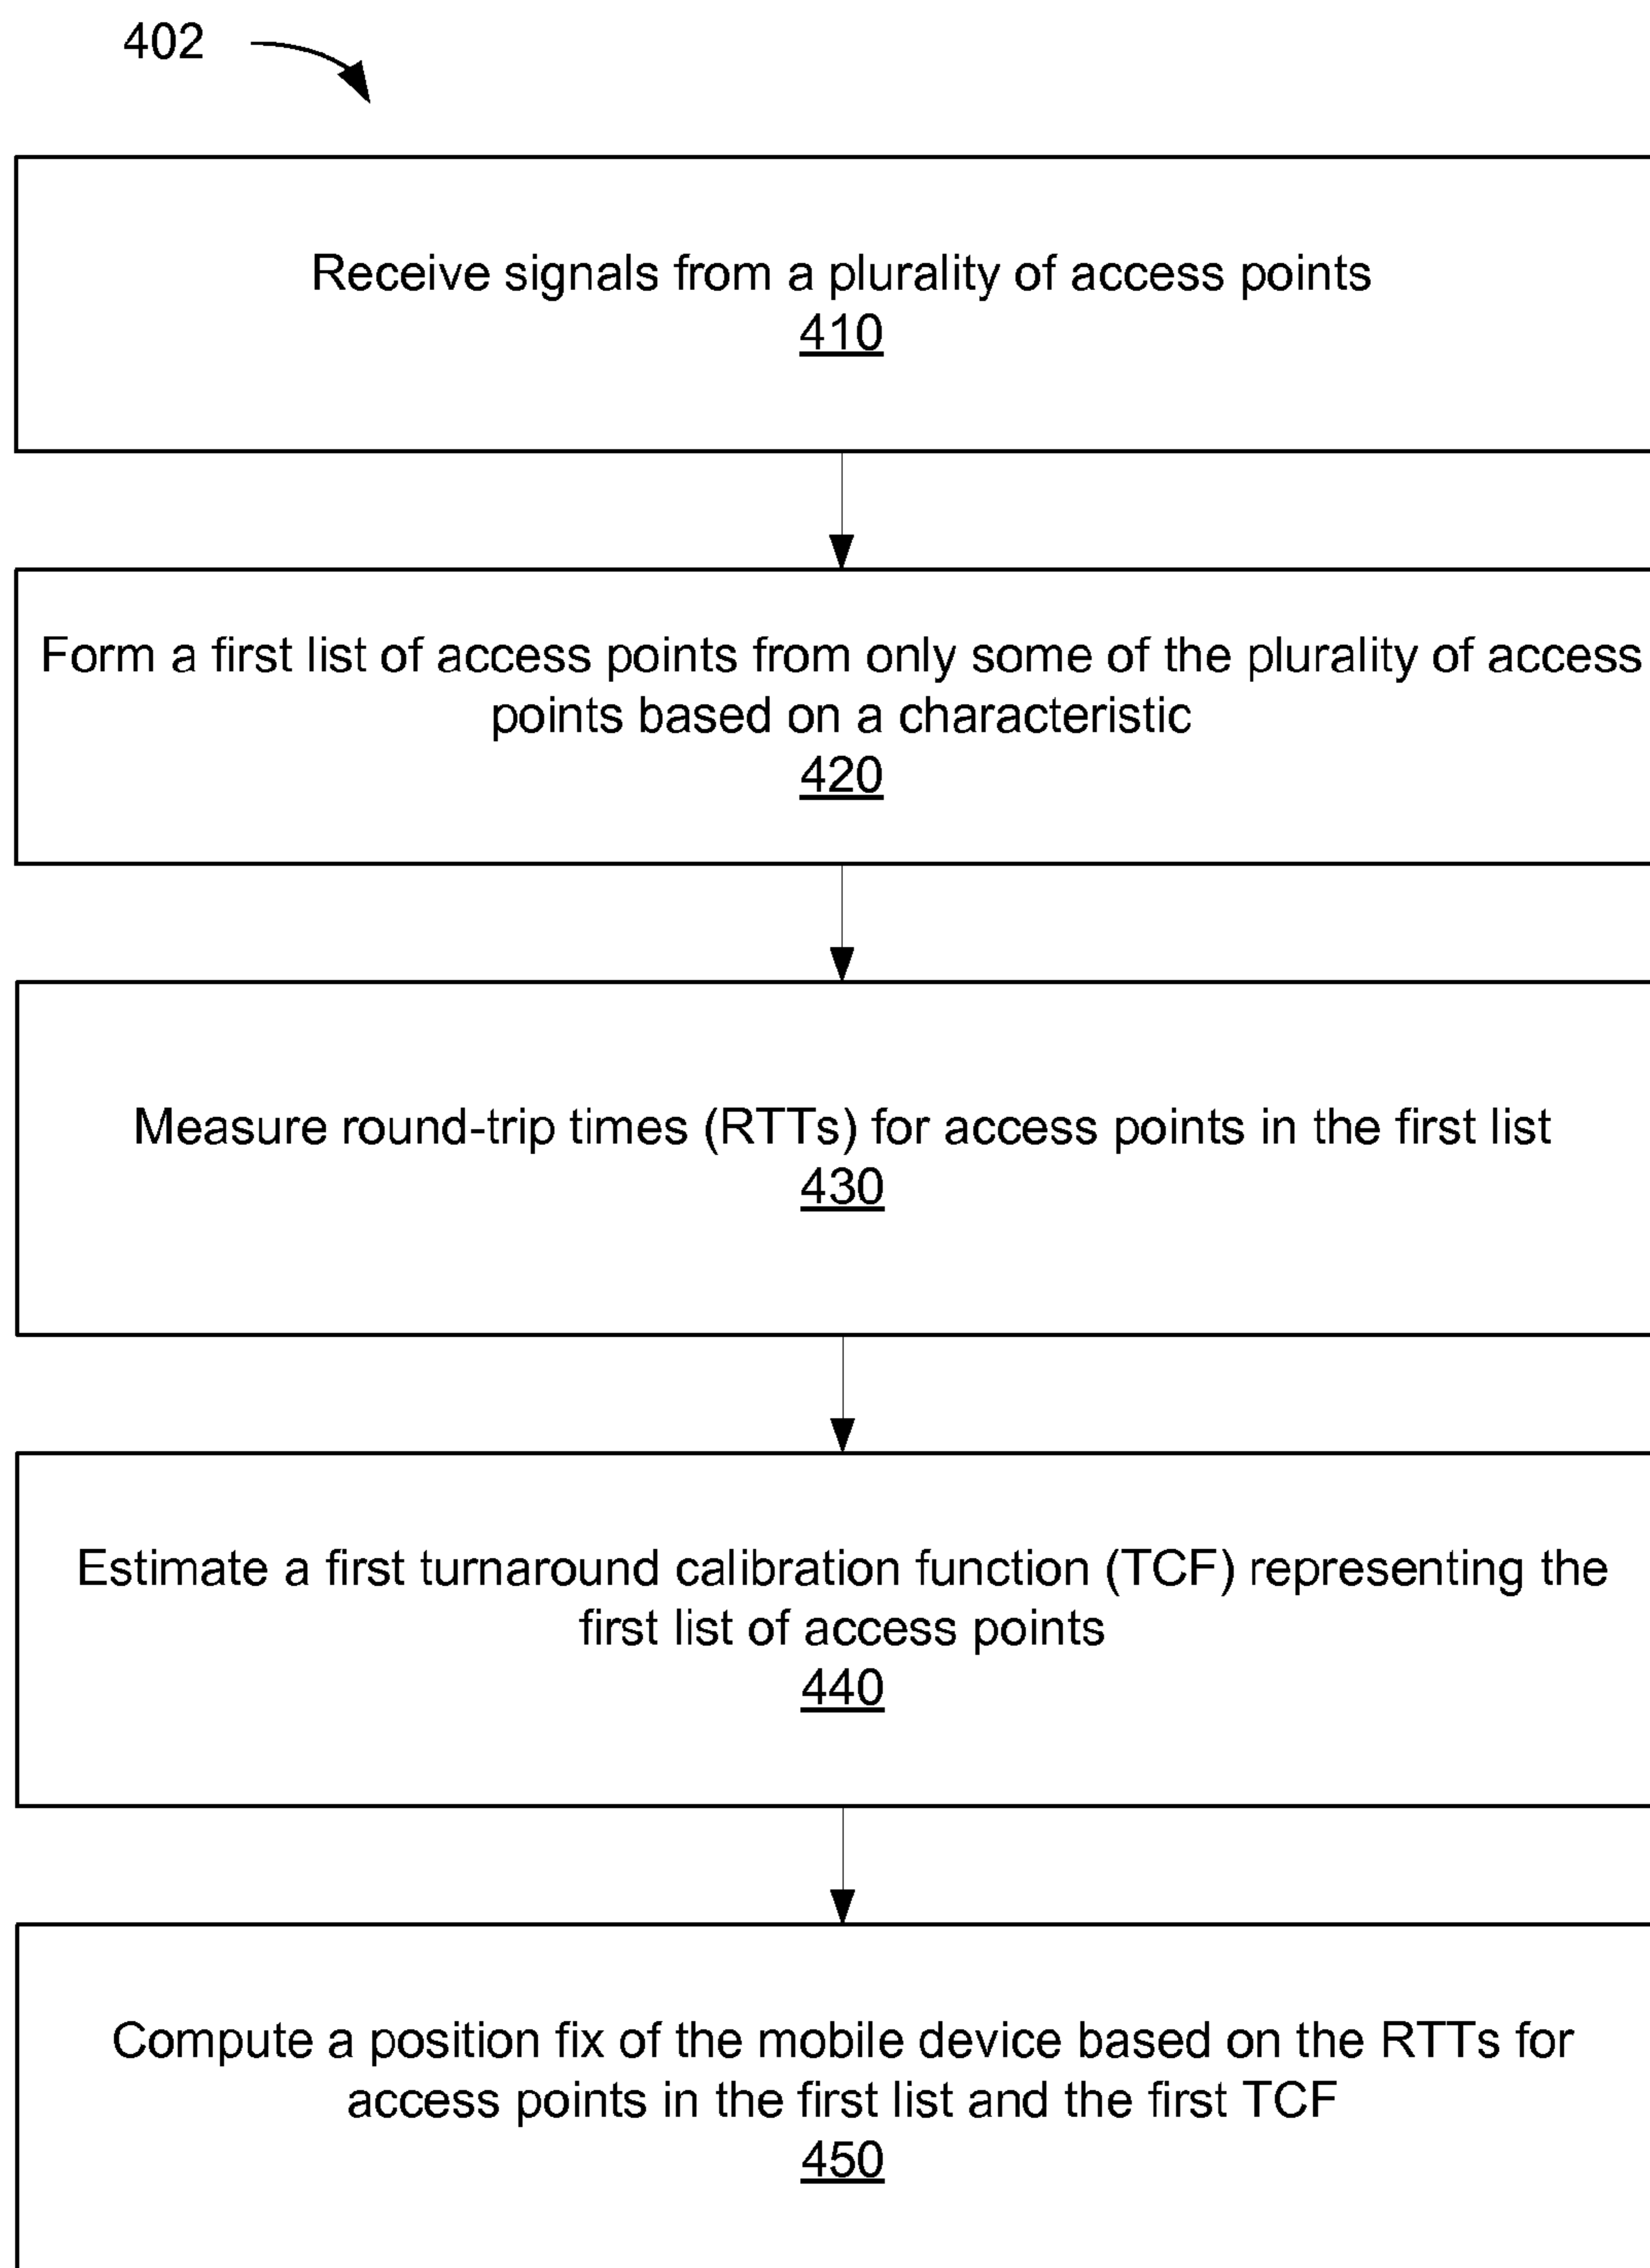 402
Receive signals from a plurality of access points
410
Form a first list of access points from only some of the plurality of access
points based on a characteristic
420
Measure round-trip times (RTTs) for access points in the first list
430
Estimate a first turnaround calibration function (TCF) representing the
first list of access points
440
Compute a position fix of the mobile device based on the RTTs for
access points in the first list and the first TCF
450